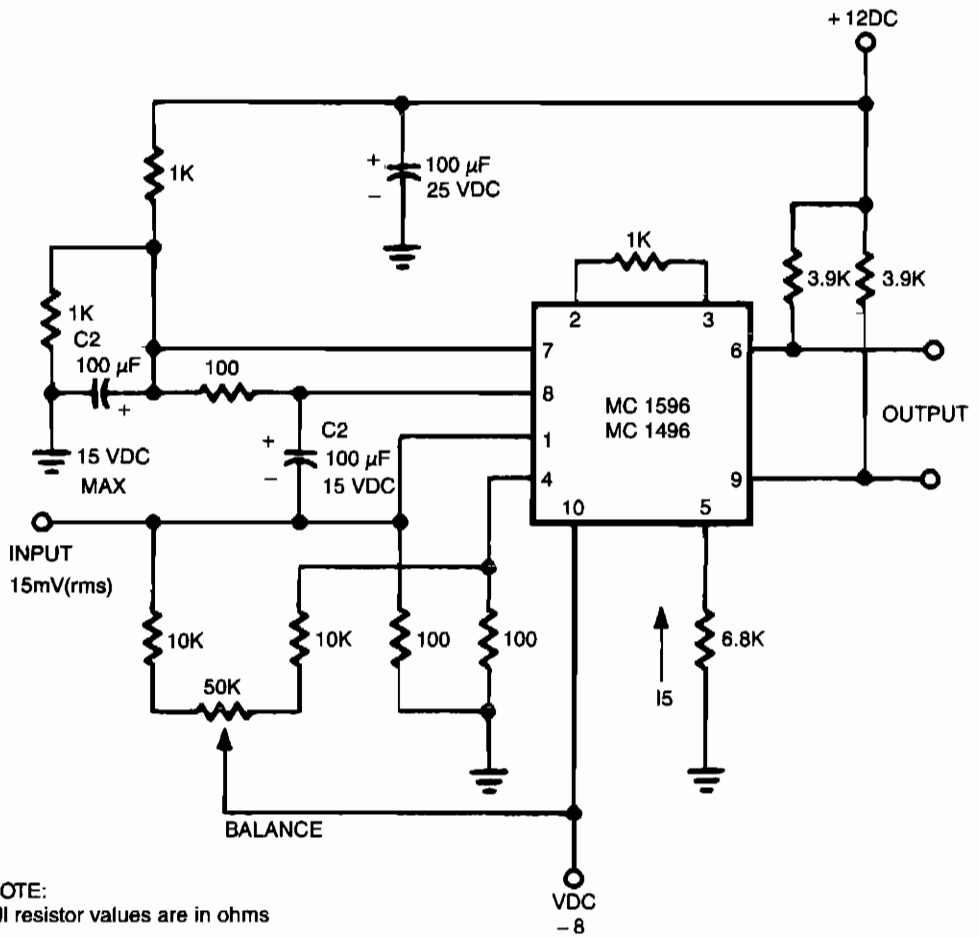 + 12DC
1K
+
−
100 µF
25 VDC
1K
3.9K
3.9K
1K
C2
100 µF
+
15 VDC
MAX
100
+
−
C2
100 µF
15 VDC
2
3
7
8
1
4
10
5
6
9
MC 1596
MC 1496
OUTPUT
INPUT
15mV(rms)
10K
10K
100
100
50K
I5
6.8K
BALANCE
VDC
− 8
OTE:
ll resistor values are in ohms